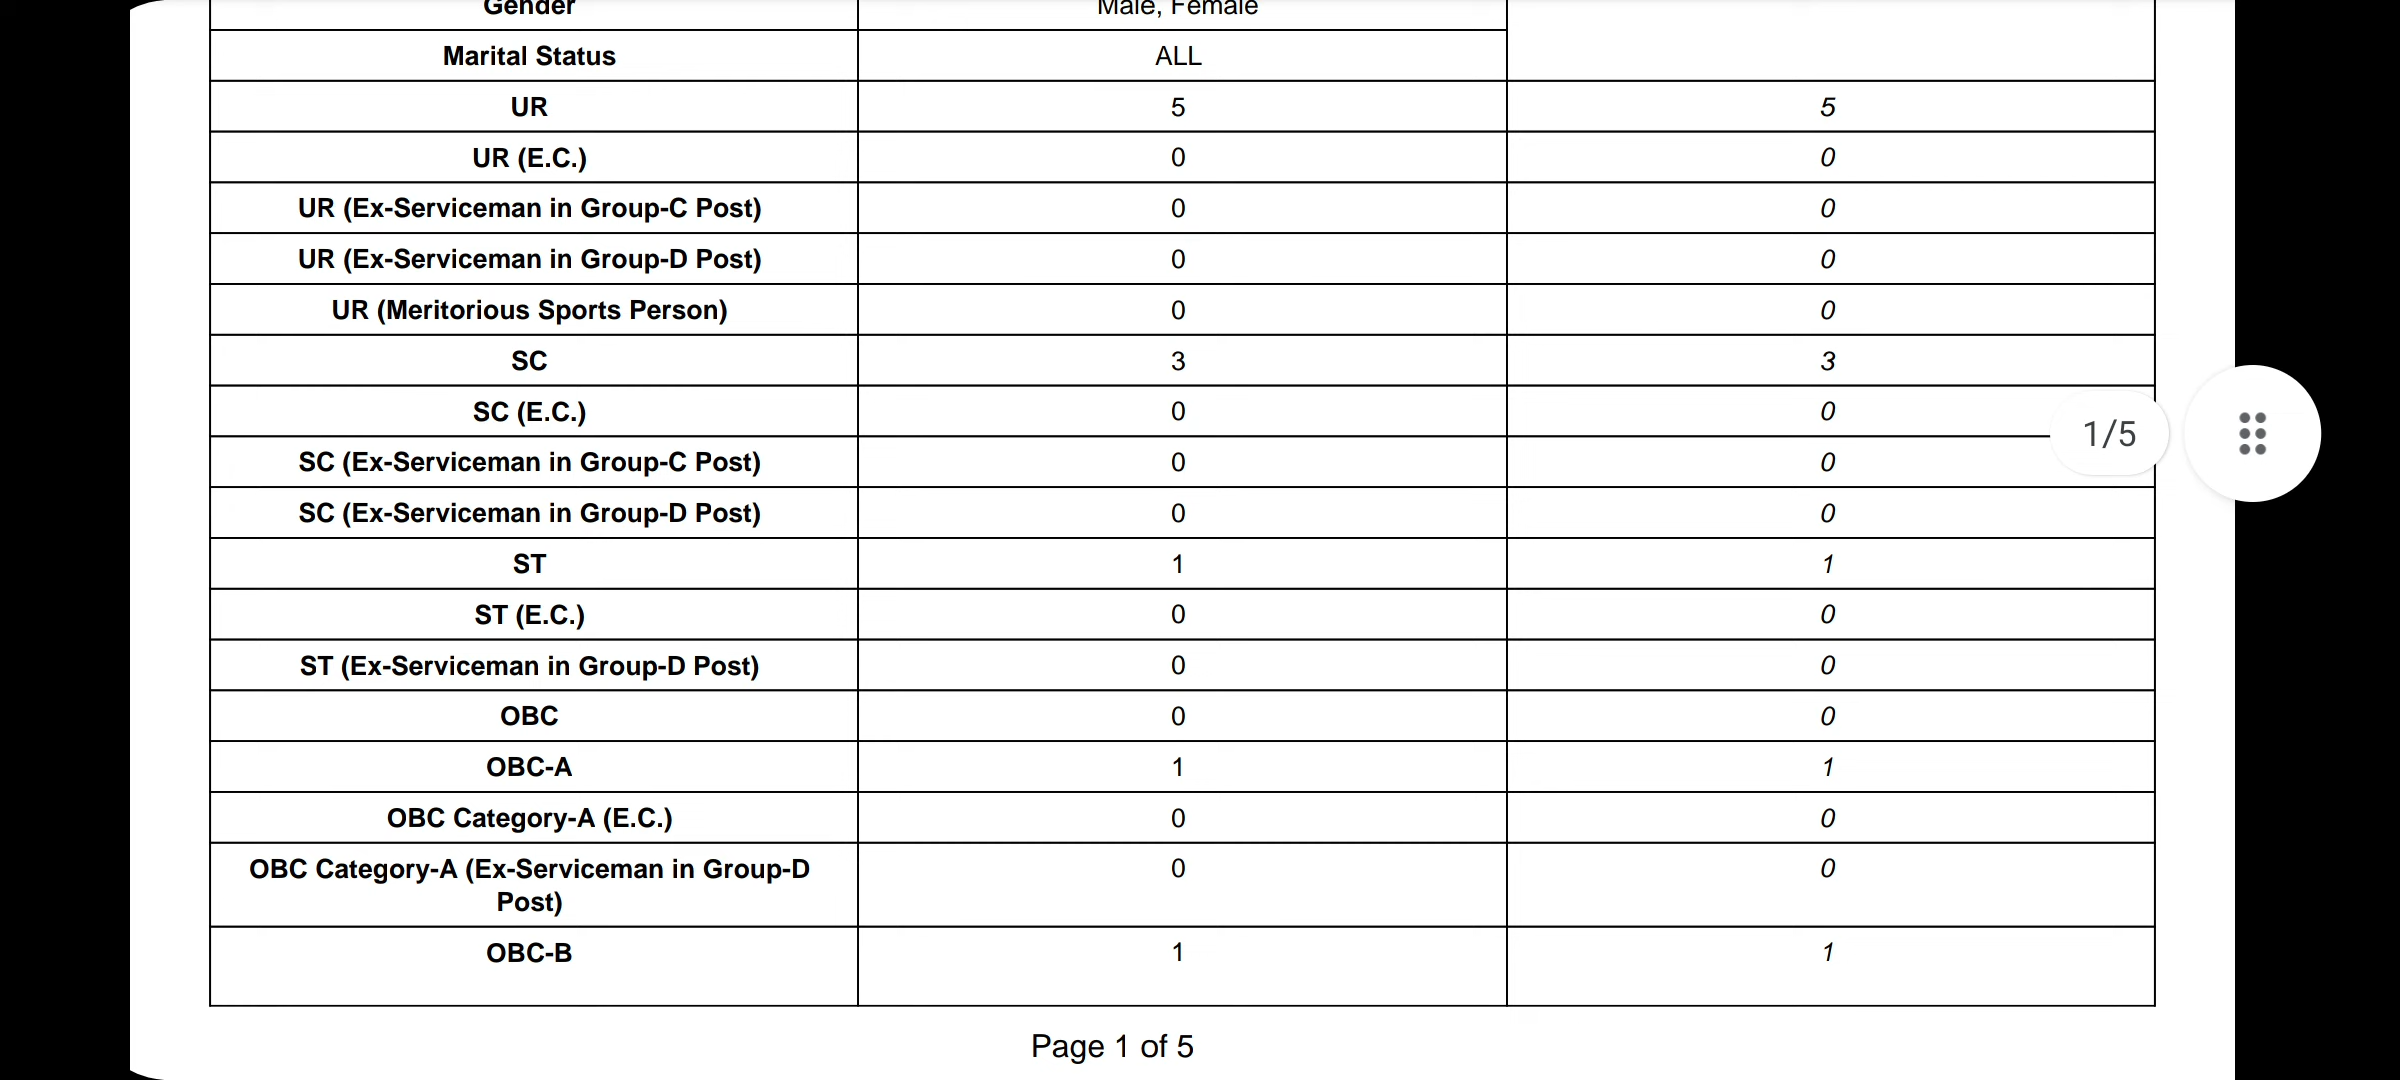 Gender Male, Female
Marital Status ALL
UR 5 5
UR (E.C.) 0 0
UR (Ex-Serviceman in Group-C Post) 0 0
UR (Ex-Serviceman in Group-D Post) 0 0
UR (Meritorious Sports Person) 0 0
SC 3 3
SC (E.C.) 0 0
1/5
SC (Ex-Serviceman in Group-C Post) 0 0
SC (Ex-Serviceman in Group-D Post) 0 0
ST 1 1
ST (E.C.) 0 0
ST (Ex-Serviceman in Group-D Post) 0 0
OBC 0 0
OBC-A 1 1
OBC Category-A (E.C.) 0 0
OBC Category-A (Ex-Serviceman in Group-D 0 0
Post)
OBC-B 1 1
Page 1 of 5